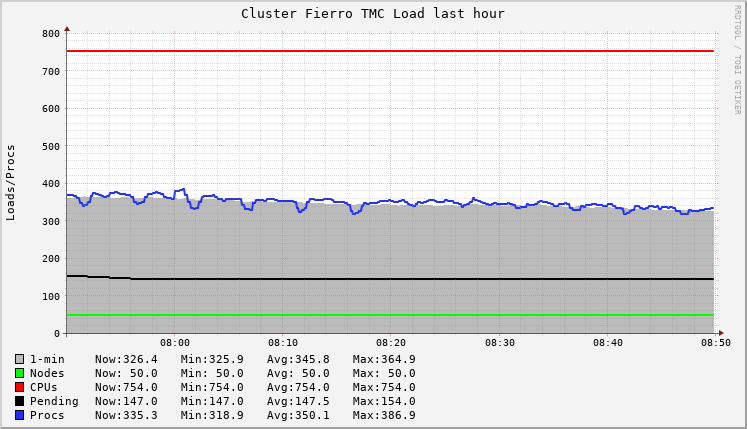 Cluster Fierro TMC Load last hour
RRDTOOL / TOBI OETIKER
Loads/Procs
800
700
600
500
400
300
200
100
0
08:00 08:10 08:20 08:30 08:40 08:50
1-min Now:326.4 Min:325.9 Avg:345.8 Max:364.9
Nodes Now: 50.0 Min: 50.0 Avg: 50.0 Max: 50.0
CPUs Now:754.0 Min:754.0 Avg:754.0 Max:754.0
Pending Now:147.0 Min:147.0 Avg:147.5 Max:154.0
Procs Now:335.3 Min:318.9 Avg:350.1 Max:386.9